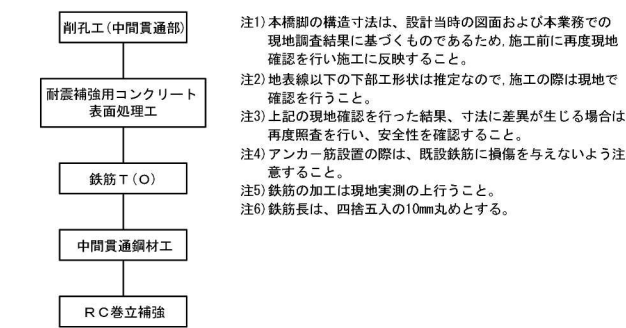 削孔工(中間貫通部)
耐震補強用コンクリート
表面処理工
鉄筋T(O)
中間貫通鋼材工
RC巻立補強
注1)本橋脚の構造寸法は、設計当時の図面および本業務での
現地調査結果に基づくものであるため,施工前に再度現地
確認を行い施工に反映すること。
注2)地表線以下の下部工形状は推定なので,施工の際は現地で
確認を行うこと。
注3)上記の現地確認を行った結果、寸法に差異が生じる場合は
再度照査を行い、安全性を確認すること。
注4)アンカー筋設置の際は、既設鉄筋に損傷を与えないよう注
意すること。
注5)鉄筋の加工は現地実測の上行うこと。
注6)鉄筋長は、四捨五入の10mm丸めとする。